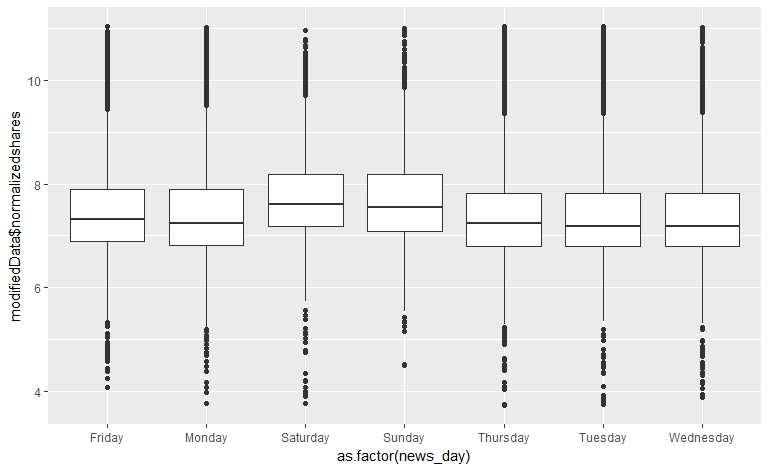 modifiedData$normalizedshares
10
8
6
4
Friday Monday Saturday Sunday Thursday Tuesday Wednesday
as.factor(news_day)